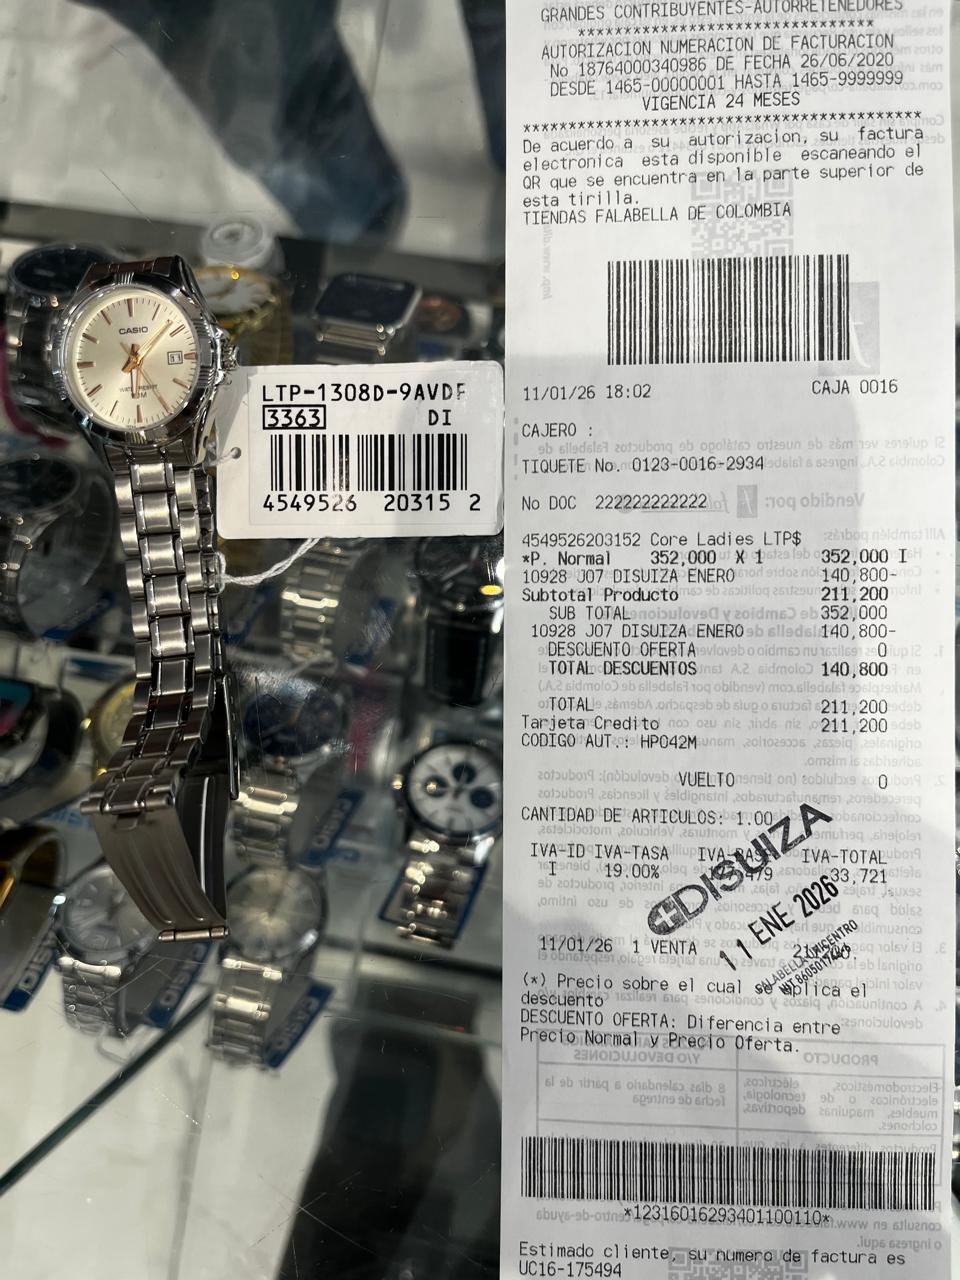 CASIO
WATER RESIST
LTP-1308D-9AVDF
3363 DI
4549526 20315 2
CASIO
CASIO
CASIO
GRANDES CONTRIBUYENTES-AUTORRETENEDORES
********************************
AUTORIZACION NUMERACION DE FACTURACION
No 18764000340986 DE FECHA 26/06/2020
DESDE 1465-00000001 HASTA 1465-9999999
VIGENCIA 24 MESES
********************************************
De acuerdo a su autorizacion, su factura
electronica esta disponible escaneando el
QR que se encuentra en la parte superior de
esta tirilla.
TIENDAS FALABELLA DE COLOMBIA
11/01/26 18:02 CAJA 0016
CAJERO :
TIQUETE No. 0123-0016-2934
No DOC 222222222222
4549526203152 Core Ladies LTP$
*P. Normal 352,000 X 1 352,000 I
10928 J07 DISUIZA ENERO 140,800-
Subtotal Producto 211,200
SUB TOTAL 352,000
10928 J07 DISUIZA ENERO 140,800-
DESCUENTO OFERTA 0
TOTAL DESCUENTOS 140,800
TOTAL 211,200
Tarjeta Credito 211,200
CODIGO AUT.: HP042M
VUELTO 0
CANTIDAD DE ARTICULOS: 1.00
IVA-ID IVA-TASA IVA-BASE IVA-TOTAL
I 19.00% 33,721
DISUIZA
11 ENE 2026
FALABELLA UNICENTRO
11/01/26 1 VENTA
(*) Precio sobre el cual se aplica el
descuento
DESCUENTO OFERTA: Diferencia entre
Precio Normal y Precio Oferta.
*12316016293401100110*
Estimado cliente, su numero de factura es
UC16-175494